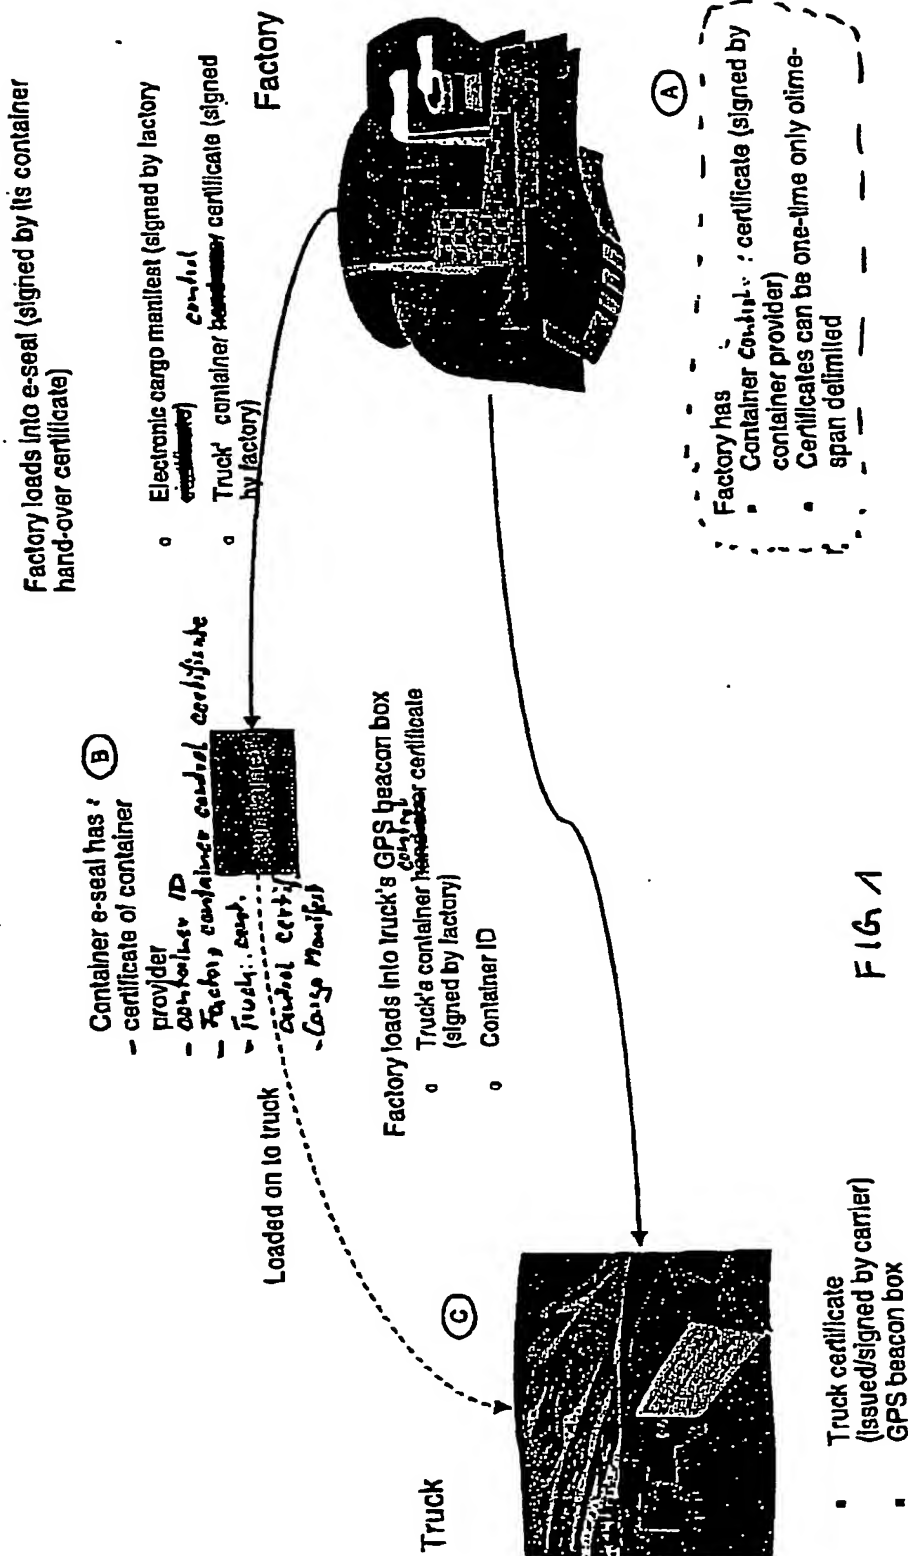 Factory loads into e-seal (signed by its container
hand-over certificate)
Electronic cargo manifest (signed by factory
control
Truck' container certificate (signed
by factory)
Factory
Container e-seal has
B
- certificate of container
provider
- container ID
- Factory container control certificate
- Truck: cont.
control certif.
- Cargo Manifest
Container
Loaded on to truck
Factory loads into truck's GPS beacon box
control
Truck's container certificate
(signed by factory)
Container ID
A
Factory has
Container control certificate (signed by
container provider)
Certificates can be one-time only otime-
span delimited
Truck
C
Truck certificate
(issued/signed by carrier)
GPS beacon box
FIG 1